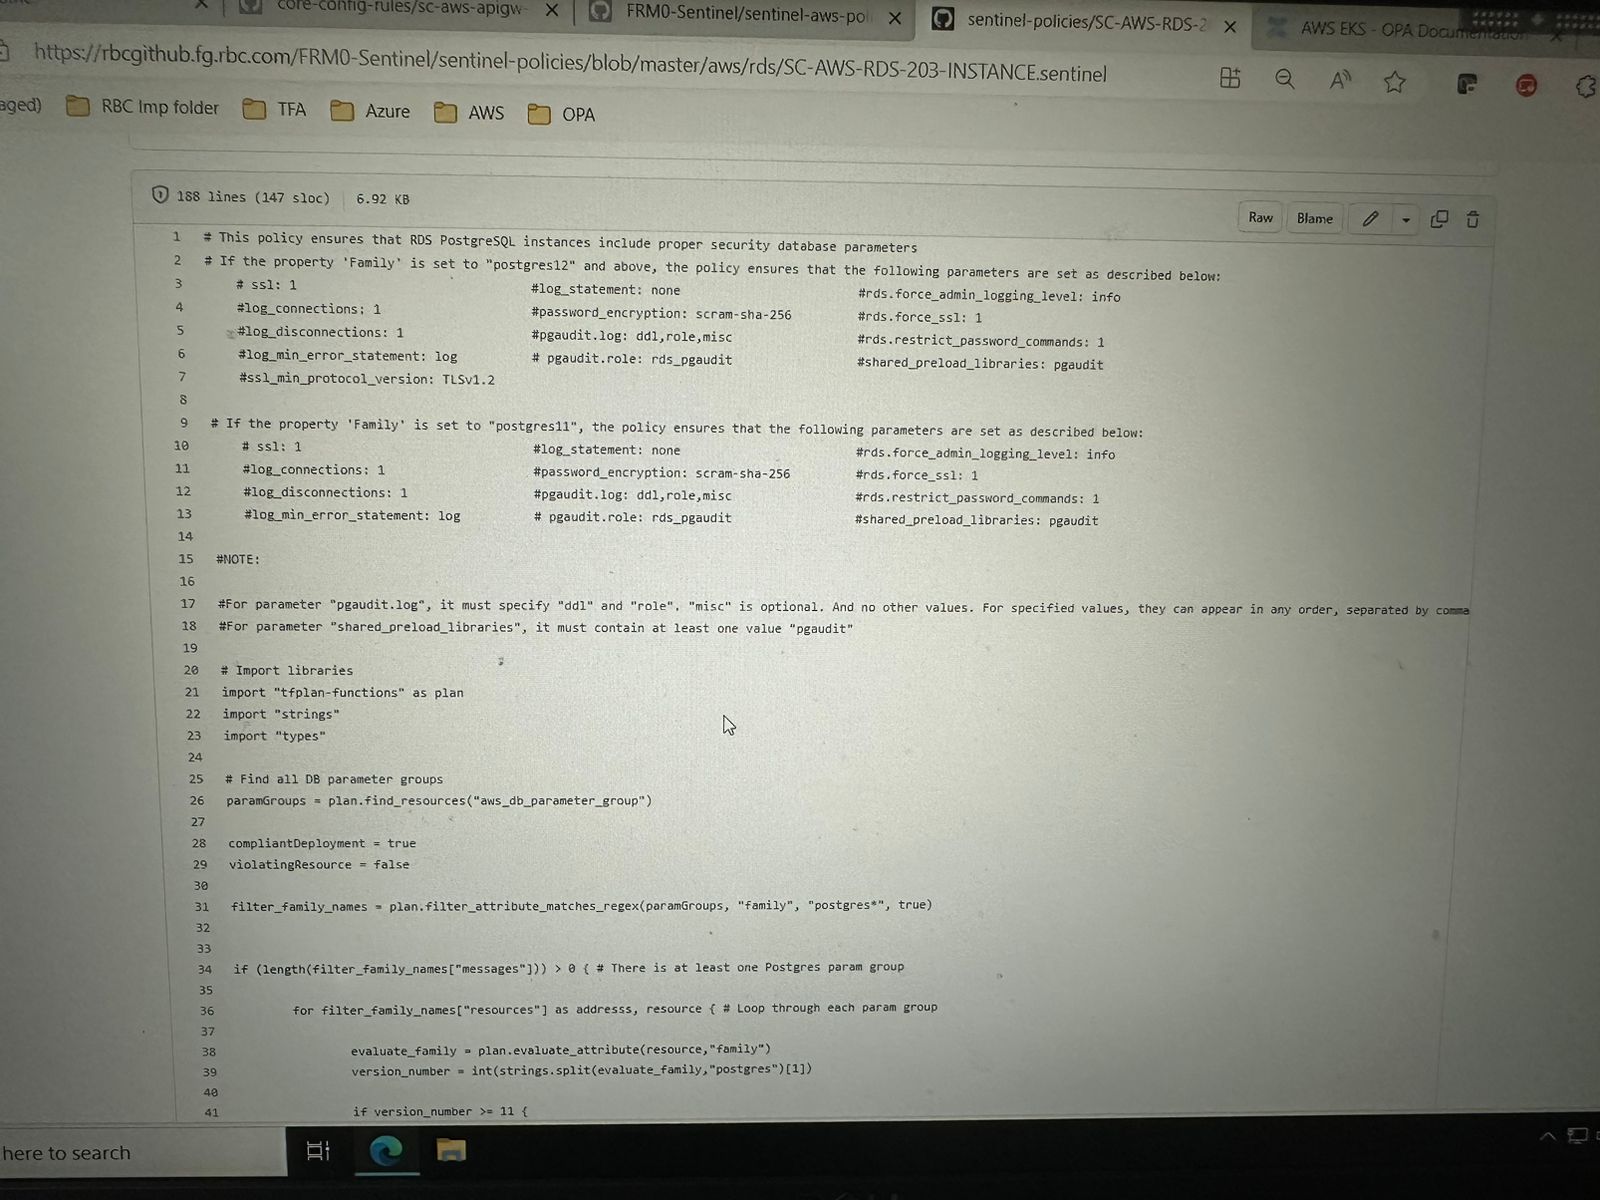 core-config-rules/sc-aws-apigw-
FRM0-Sentinel/sentinel-aws-pol
sentinel-policies/SC-AWS-RDS-2
AWS EKS - OPA Documentation
https://rbcgithub.fg.rbc.com/FRM0-Sentinel/sentinel-policies/blob/master/aws/rds/SC-AWS-RDS-203-INSTANCE.sentinel
aged)
RBC Imp folder
TFA
Azure
AWS
OPA
188 lines (147 sloc) 6.92 KB
Raw
Blame
1 # This policy ensures that RDS PostgreSQL instances include proper security database parameters
2 # If the property 'Family' is set to "postgres12" and above, the policy ensures that the following parameters are set as described below:
3 # ssl: 1 #log_statement: none #rds.force_admin_logging_level: info
4 #log_connections: 1 #password_encryption: scram-sha-256 #rds.force_ssl: 1
5 #log_disconnections: 1 #pgaudit.log: ddl,role,misc #rds.restrict_password_commands: 1
6 #log_min_error_statement: log # pgaudit.role: rds_pgaudit #shared_preload_libraries: pgaudit
7 #ssl_min_protocol_version: TLSv1.2
8
9 # If the property 'Family' is set to "postgres11", the policy ensures that the following parameters are set as described below:
10 # ssl: 1 #log_statement: none #rds.force_admin_logging_level: info
11 #log_connections: 1 #password_encryption: scram-sha-256 #rds.force_ssl: 1
12 #log_disconnections: 1 #pgaudit.log: ddl,role,misc #rds.restrict_password_commands: 1
13 #log_min_error_statement: log # pgaudit.role: rds_pgaudit #shared_preload_libraries: pgaudit
14
15 #NOTE:
16
17 #For parameter "pgaudit.log", it must specify "ddl" and "role". "misc" is optional. And no other values. For specified values, they can appear in any order, separated by comma
18 #For parameter "shared_preload_libraries", it must contain at least one value "pgaudit"
19
20 # Import libraries
21 import "tfplan-functions" as plan
22 import "strings"
23 import "types"
24
25 # Find all DB parameter groups
26 paramGroups = plan.find_resources("aws_db_parameter_group")
27
28 compliantDeployment = true
29 violatingResource = false
30
31 filter_family_names = plan.filter_attribute_matches_regex(paramGroups, "family", "postgres*", true)
32
33
34 if (length(filter_family_names["messages"])) > 0 { # There is at least one Postgres param group
35
36 for filter_family_names["resources"] as addresss, resource { # Loop through each param group
37
38 evaluate_family = plan.evaluate_attribute(resource,"family")
39 version_number = int(strings.split(evaluate_family,"postgres")[1])
40
41 if version_number >= 11 {
here to search